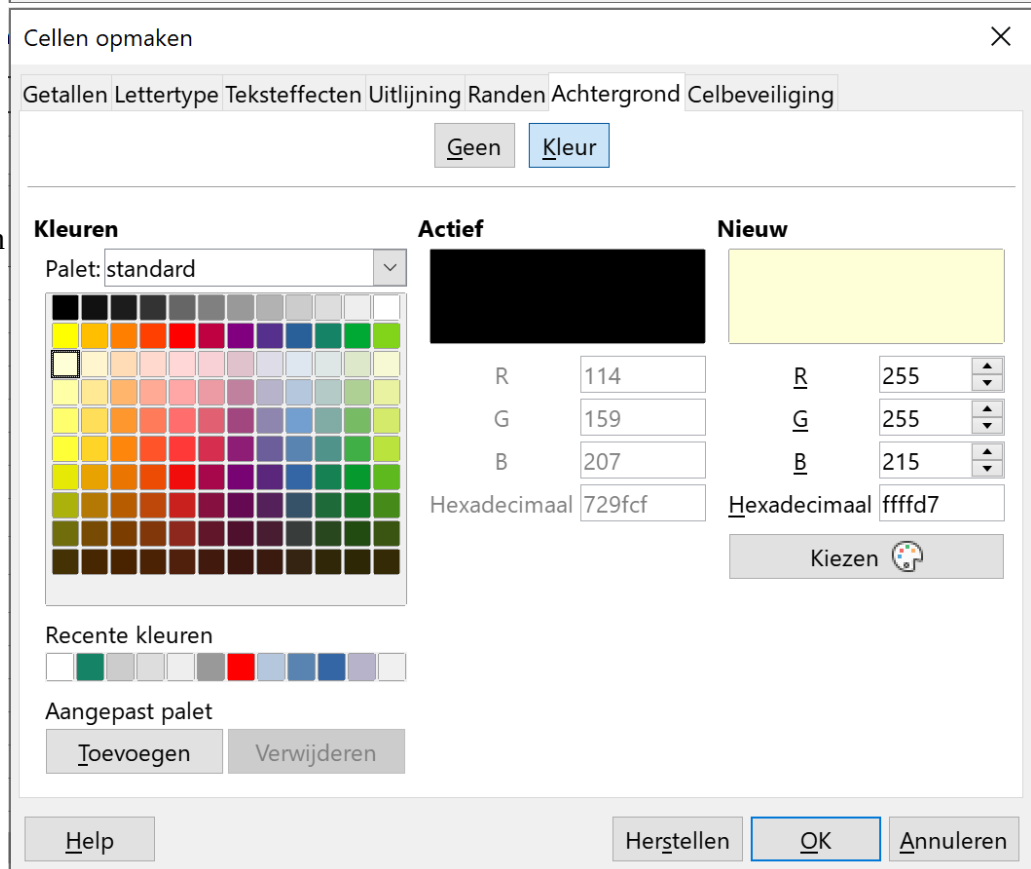 Cellen opmaken
Getallen Lettertype Teksteffecten Uitlijning Randen Achtergrond Celbeveiliging
Geen Kleur
Kleuren Actief Nieuw
Palet: standard
R 114 R 255
G 159 G 255
B 207 B 215
Hexadecimaal 729fcf Hexadecimaal ffffd7
Kiezen
Recente kleuren
Aangepast palet
Toevoegen Verwijderen
Help Herstellen OK Annuleren